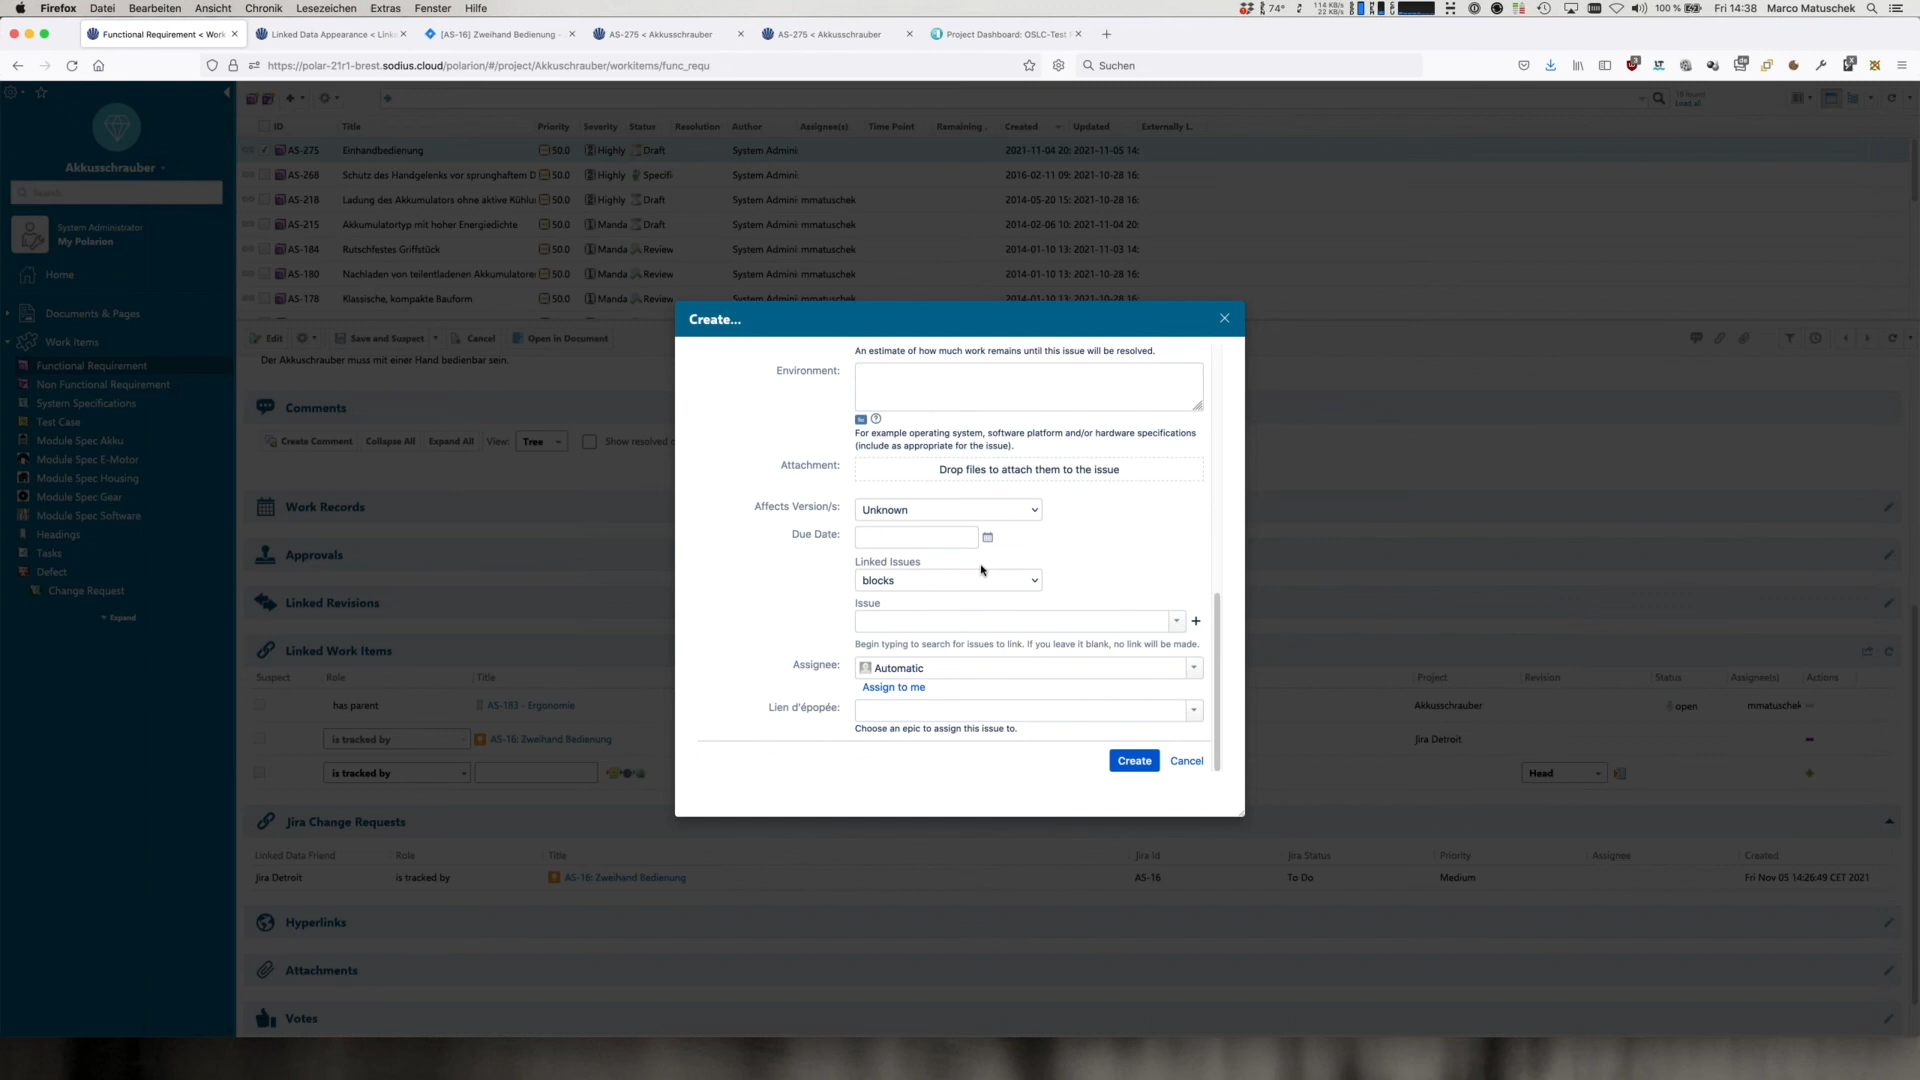 Firefox Datei Bearbeiten Ansicht Chronik Lesezeichen Extras Fenster Hilfe
74° 114 KB/s 22 KB/s 100 % Fri 14:38 Marco Matuschek
Functional Requirement < Work
Linked Data Appearance < Link
[AS-16] Zweihand Bedienung -
AS-275 < Akkusschrauber
AS-275 < Akkusschrauber
Project Dashboard: OSLC-Test
https://polar-21r1-brest.sodius.cloud/polarion/#/project/Akkuschrauber/workitems/func_requ
Suchen
Akkusschrauber
Search...
System Administrator
My Polarion
Home
Documents & Pages
Work Items
Functional Requirement
Non Functional Requirement
System Specifications
Test Case
Module Spec Akku
Module Spec E-Motor
Module Spec Housing
Module Spec Gear
Module Spec Software
Headings
Tasks
Defect
Change Request
Expand
Load all
ID Title Priority Severity Status Resolution Author Assignee(s) Time Point Remaining Created Updated Externally L.
AS-275 Einhandbedienung 50.0 Highly Draft System Admini 2021-11-04 20: 2021-11-05 14:
AS-268 Schutz des Handgelenks vor sprunghaftem D 50.0 Highly Specifi System Admini 2016-02-11 09: 2021-10-28 16:
AS-218 Ladung des Akkumulators ohne aktive Kühlu 50.0 Highly Draft System Admini mmatuschek 2014-05-20 15: 2021-10-28 16:
AS-215 Akkumulatortyp mit hoher Energiedichte 50.0 Manda Draft System Admini mmatuschek 2014-02-06 10: 2021-11-04 20:
AS-184 Rutschfestes Griffstück 50.0 Manda Review System Admini mmatuschek 2014-01-10 13: 2021-11-03 14:
AS-180 Nachladen von teilentladenen Akkumulatore 50.0 Manda Review System Admini mmatuschek 2014-01-10 13: 2021-10-28 16:
AS-178 Klassische, kompakte Bauform 50.0 Manda Review System Admini mmatuschek 2014-01-10 13: 2021-10-28 16:
Edit Save and Suspect Cancel Open in Document
Der Akkuschrauber muss mit einer Hand bedienbar sein.
Comments
Create Comment Collapse All Expand All View: Tree Show resolved c
Work Records
Approvals
Linked Revisions
Linked Work Items
Suspect Role Title Project Revision Status Assignee(s) Actions
has parent AS-183 - Ergonomie Akkusschrauber open mmatuschek
is tracked by AS-16: Zweihand Bedienung Jira Detroit
is tracked by Head
Jira Change Requests
Linked Data Friend Role Title Jira Id Jira Status Priority Assignee Created
Jira Detroit is tracked by AS-16: Zweihand Bedienung AS-16 To Do Medium Fri Nov 05 14:26:49 CET 2021
Hyperlinks
Attachments
Votes
Create...
An estimate of how much work remains until this issue will be resolved.
Environment:
For example operating system, software platform and/or hardware specifications
(include as appropriate for the issue).
Attachment: Drop files to attach them to the issue
Affects Version/s: Unknown
Due Date:
Linked Issues
blocks
Issue
Begin typing to search for issues to link. If you leave it blank, no link will be made.
Assignee: Automatic
Assign to me
Lien d'épopée:
Choose an epic to assign this issue to.
Create Cancel